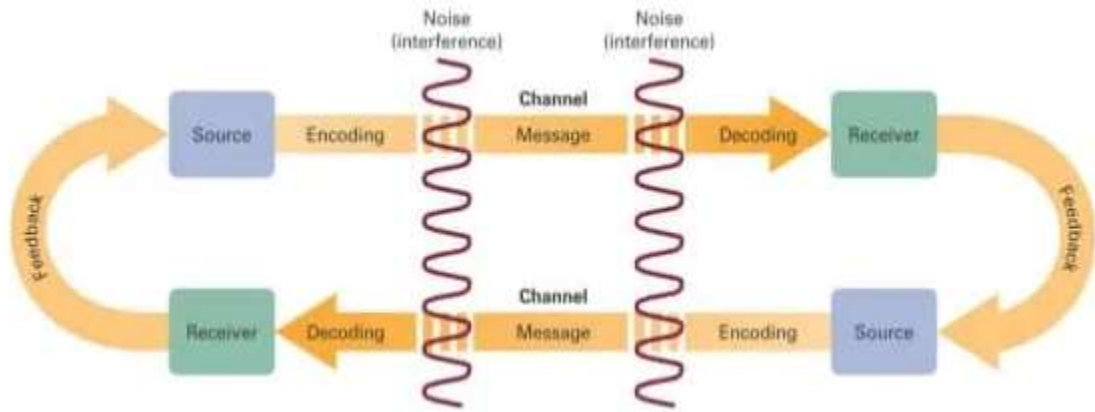 Noise
(interference)
Noise
(interference)
Channel
Source
Encoding
Message
Decoding
Receiver
Feedback
Feedback
Channel
Receiver
Decoding
Message
Encoding
Source